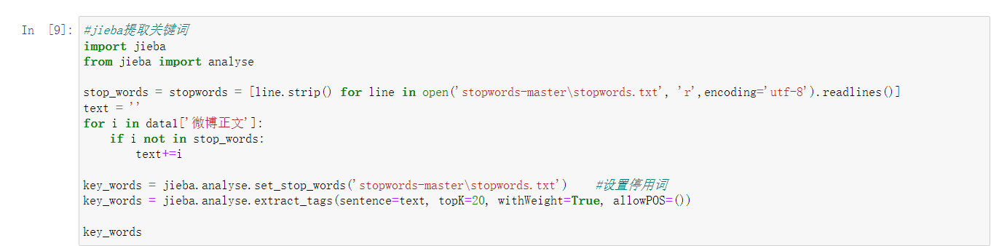 In [9]:
#jieba提取关键词
import jieba
from jieba import analyse
stop_words = stopwords = [line.strip() for line in open('stopwords-master\stopwords.txt', 'r',encoding='utf-8').readlines()]
text = ''
for i in data1['微博正文']:
    if i not in stop_words:
        text+=i
key_words = jieba.analyse.set_stop_words('stopwords-master\stopwords.txt')    #设置停用词
key_words = jieba.analyse.extract_tags(sentence=text, topK=20, withWeight=True, allowPOS=())
key_words